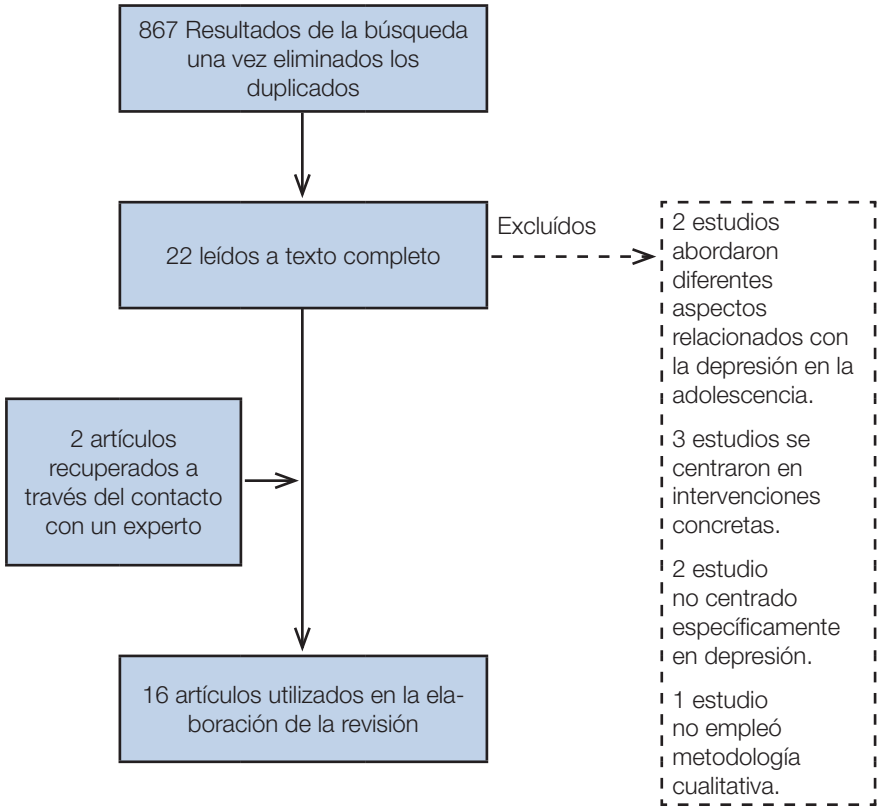 867 Resultados de la búsqueda
una vez eliminados los
duplicados
22 leídos a texto completo
Excluídos
2 estudios
abordaron
diferentes
aspectos
relacionados con
la depresión en la
adolescencia.
3 estudios se
centraron en
intervenciones
concretas.
2 estudio
no centrado
específicamente
en depresión.
1 estudio
no empleó
metodología
cualitativa.
2 artículos
recuperados a
través del contacto
con un experto
16 artículos utilizados en la ela-
boración de la revisión